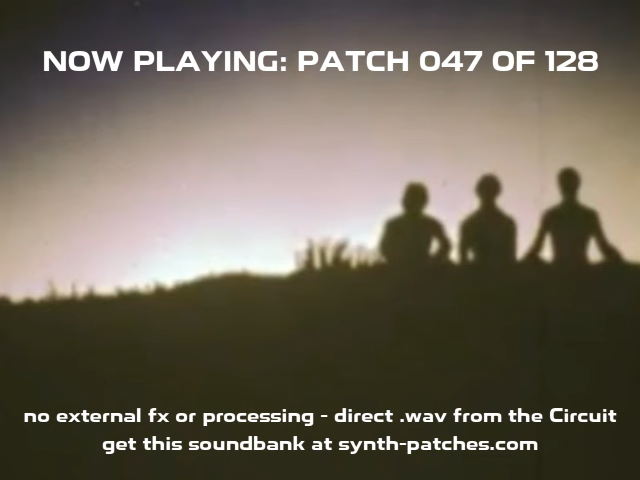 NOW PLAYING: PATCH 047 OF 128
no external fx or processing - direct .wav from the Circuit
get this soundbank at synth-patches.com